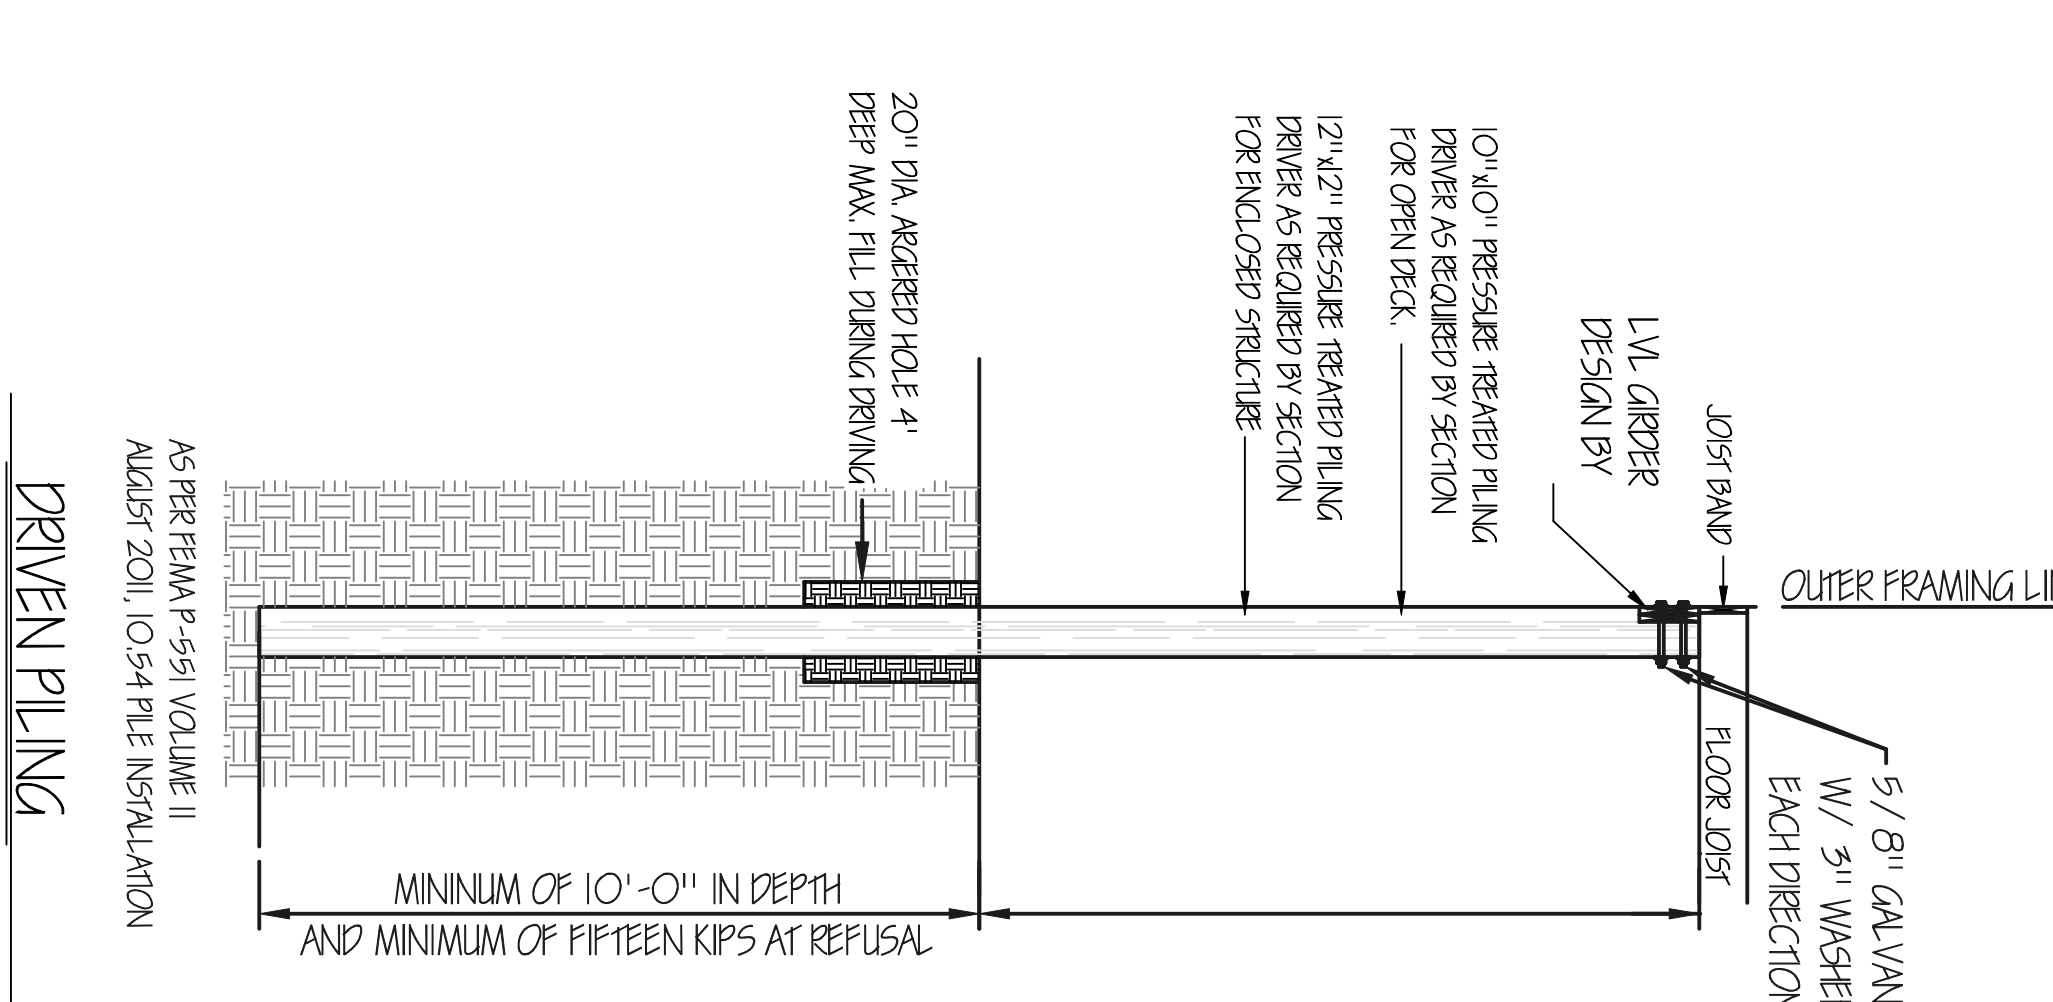 OUTER FRAMING LI
JOIST BAND
LVL GIRDER
DESIGN BY
10"x10" PRESSURE TREATED PILING
DRIVER AS REQUIRED BY SECTION
FOR OPEN DECK.
12"x12" PRESSURE TREATED PILING
DRIVER AS REQUIRED BY SECTION
FOR ENCLOSED STRUCTURE
20" DIA. ARGERED HOLE 4'
DEEP MAX. FILL DURING DRIVING
5/8" GALVAN
W/ 3" WASHE
EACH DIRECTION
FLOOR JOIST
MININUM OF 10'-0" IN DEPTH
AND MINIMUM OF FIFTEEN KIPS AT REFUSAL
AS PER FEMA P-551 VOLUME II
AUGUST 2011, 10.54 PILE INSTALLATION
DRIVEN PILING